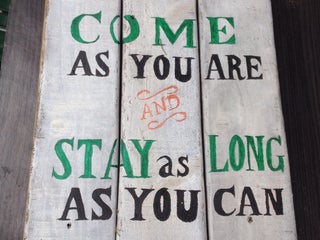 COME
AS YOU ARE
AND
STAY as LONG
AS YOU CAN